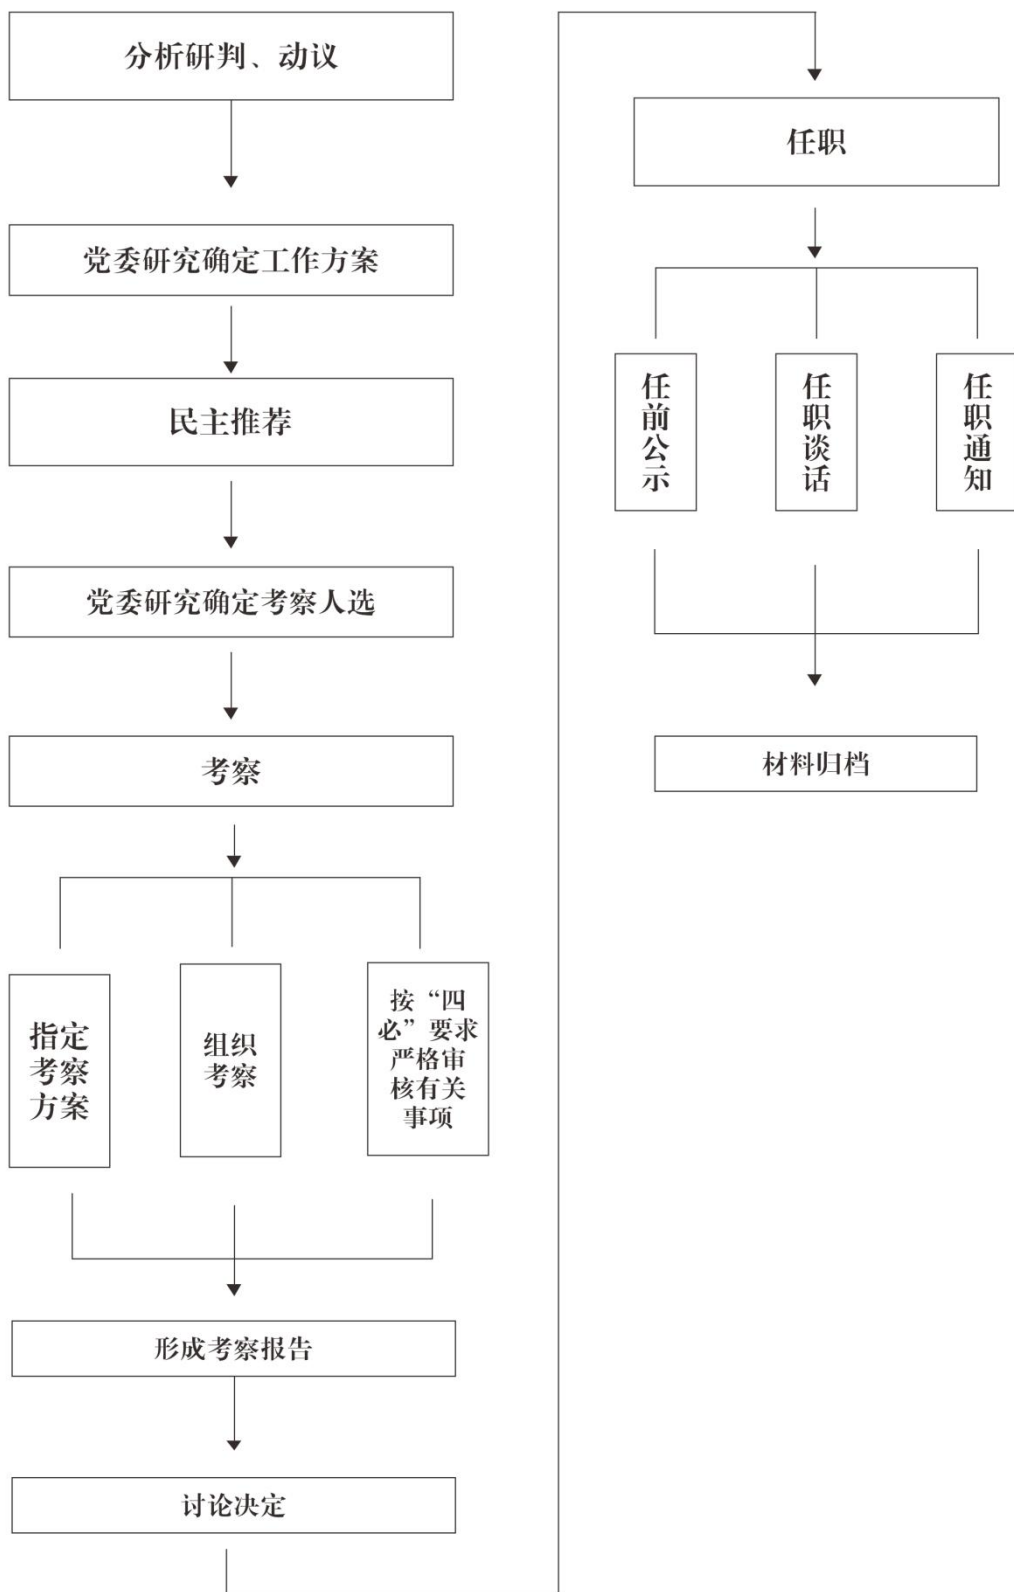 分析研判、动议
党委研究确定工作方案
民主推荐
党委研究确定考察人选
考察
指定
考察
方案
组织
考察
按“四
必”要求
严格审
核有关
事项
形成考察报告
讨论决定
任职
任前公示
任职谈话
任职通知
材料归档